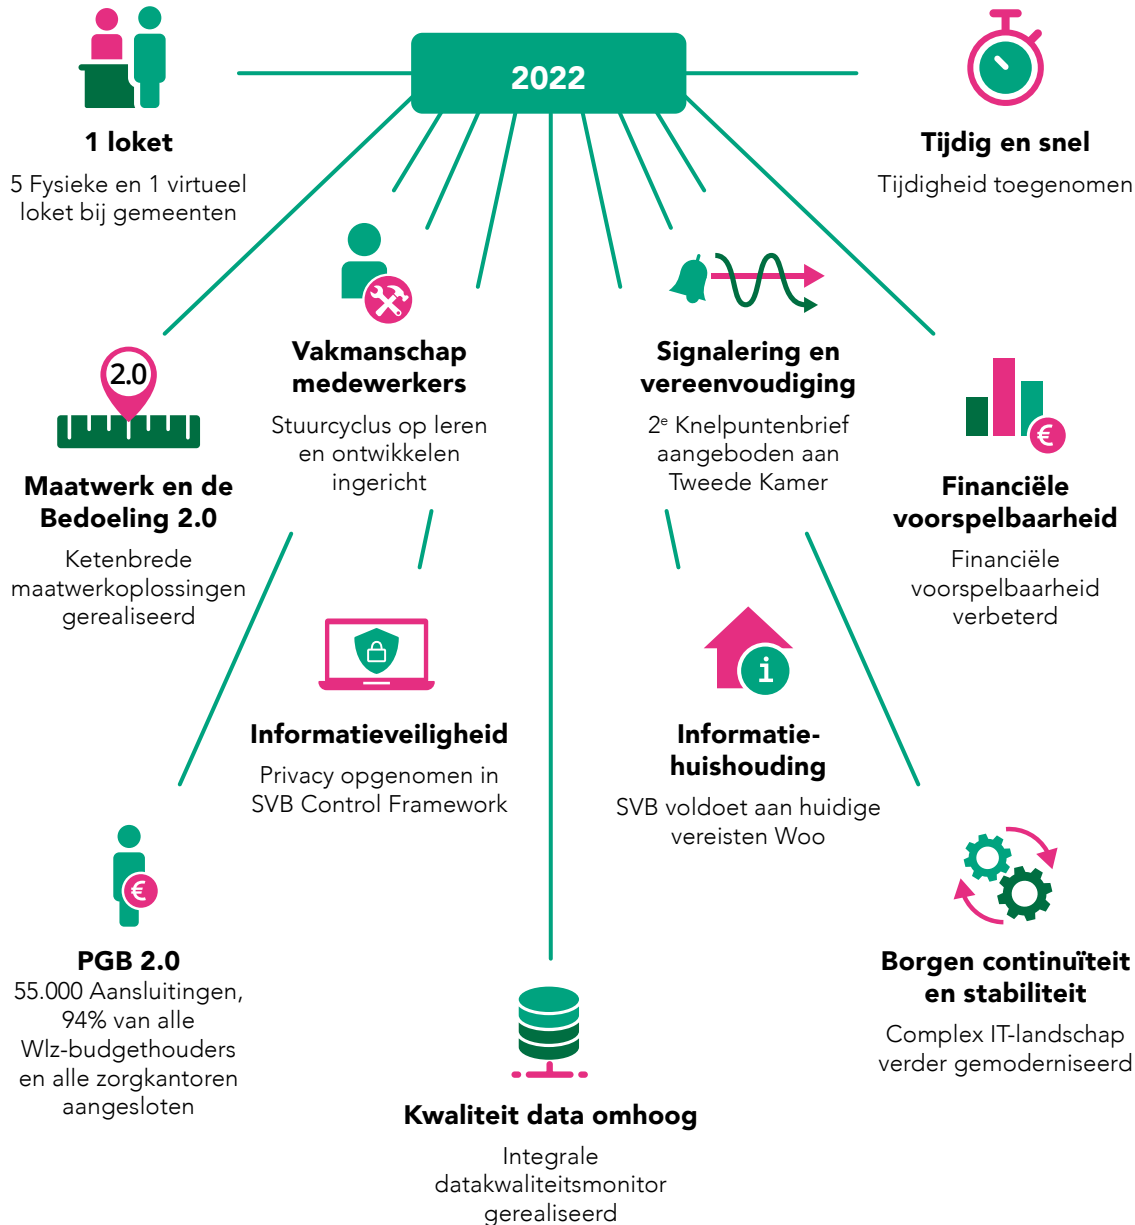 2022
1 loket
5 Fysieke en 1 virtueel
loket bij gemeenten
Tijdig en snel
Tijdigheid toegenomen
Vakmanschap
medewerkers
Stuurcyclus op leren
en ontwikkelen
ingericht
Signalering en
vereenvoudiging
2e Knelpuntenbrief
aangeboden aan
Tweede Kamer
2.0
Maatwerk en de
Bedoeling 2.0
Ketenbrede
maatwerkoplossingen
gerealiseerd
€
Financiële
voorspelbaarheid
Financiële
voorspelbaarheid
verbeterd
Informatieveiligheid
Privacy opgenomen in
SVB Control Framework
i
Informatie-
huishouding
SVB voldoet aan huidige
vereisten Woo
€
PGB 2.0
55.000 Aansluitingen,
94% van alle
Wlz-budgethouders
en alle zorgkantoren
aangesloten
Kwaliteit data omhoog
Integrale
datakwaliteitsmonitor
gerealiseerd
Borgen continuïteit
en stabiliteit
Complex IT-landschap
verder gemoderniseerd